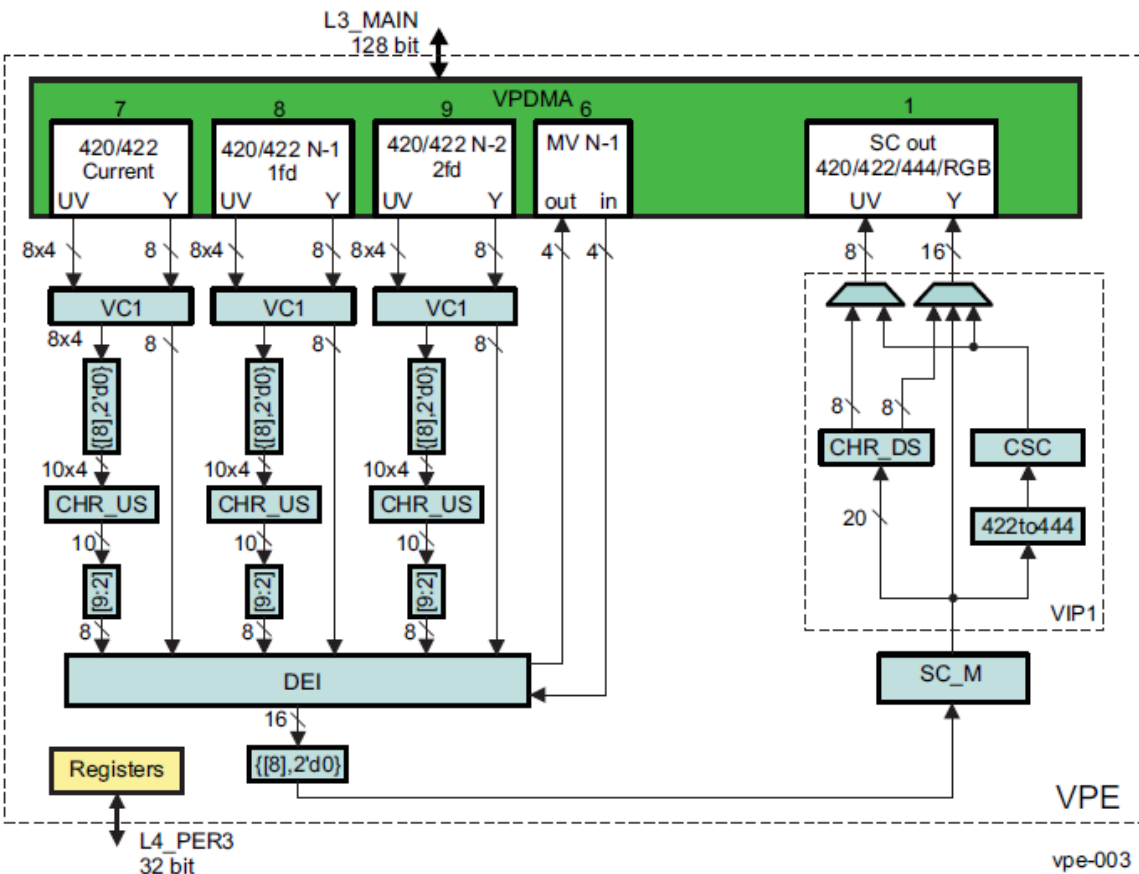 L3_MAIN
128 bit
VPDMA
7
8
9
6
1
420/422
Current
UV Y
420/422 N-1
1fd
UV Y
420/422 N-2
2fd
UV Y
MV N-1
out in
SC out
420/422/444/RGB
UV Y
8x4 8 8x4 8 8x4 8 4 4 8 16
VC1 VC1 VC1
8x4 8 8 8
{[8],2'd0} {[8],2'd0} {[8],2'd0}
10x4 10x4 10x4
CHR_US CHR_US CHR_US
10 10 10
[9:2] [9:2] [9:2]
8 8 8
DEI
16
{[8],2'd0}
8 8
CHR_DS
CSC
20
422to444
VIP1
SC_M
Registers
L4_PER3
32 bit
VPE
vpe-003